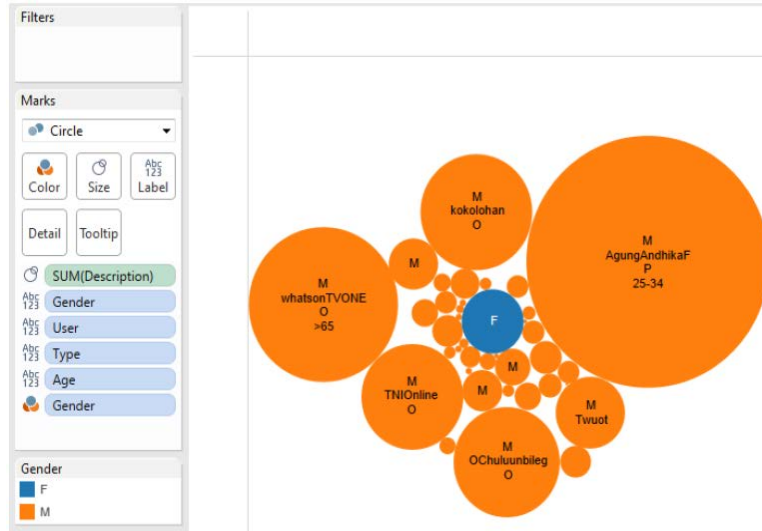 Filters
Marks
Circle
Color
Size
Abc
123
Label
Detail
Tooltip
SUM(Description)
Abc
123
Gender
Abc
123
User
Abc
123
Type
Abc
123
Age
Gender
Gender
F
M
M
kokolohan
O
M
AgungAndhikaF
P
25-34
M
M
whatsonTVONE
O
>65
F
M
TNIOnline
O
M
M
M
Twuot
M
OChuluunbileg
O